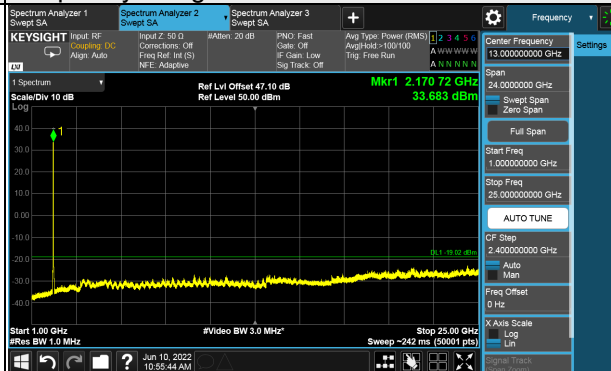 Spectrum Analyzer 1
Swept SA
Spectrum Analyzer 2
Swept SA
Spectrum Analyzer 3
Swept SA
Frequency
KEYSIGHT
Input: RF
Coupling: DC
Align: Auto
Input Z: 50 Ω
Corrections: Off
Freq Ref: Int (S)
NFE: Adaptive
#Atten: 20 dB
PNO: Fast
Gate: Off
IF Gain: Low
Sig Track: Off
Avg Type: Power (RMS)
Avg|Hold:>100/100
Trig: Free Run
1 2 3 4 5 6
A W W W W W
A N N N N N
LXI
1 Spectrum
Scale/Div 10 dB
Log
Ref Lvl Offset 47.10 dB
Ref Level 50.00 dBm
Mkr1 2.170 72 GHz
33.683 dBm
40.0
30.0
20.0
10.0
0.00
-10.0
-20.0
-30.0
-40.0
1
DL1 -19.02 dBm
Start 1.00 GHz
#Res BW 1.0 MHz
#Video BW 3.0 MHz*
Stop 25.00 GHz
Sweep ~242 ms (50001 pts)
Jun 10, 2022
10:55:44 AM
Center Frequency
13.000000000 GHz
Settings
Span
24.0000000 GHz
Swept Span
Zero Span
Full Span
Start Freq
1.000000000 GHz
Stop Freq
25.000000000 GHz
AUTO TUNE
CF Step
2.400000000 GHz
Auto
Man
Freq Offset
0 Hz
X Axis Scale
Log
Lin
Signal Track